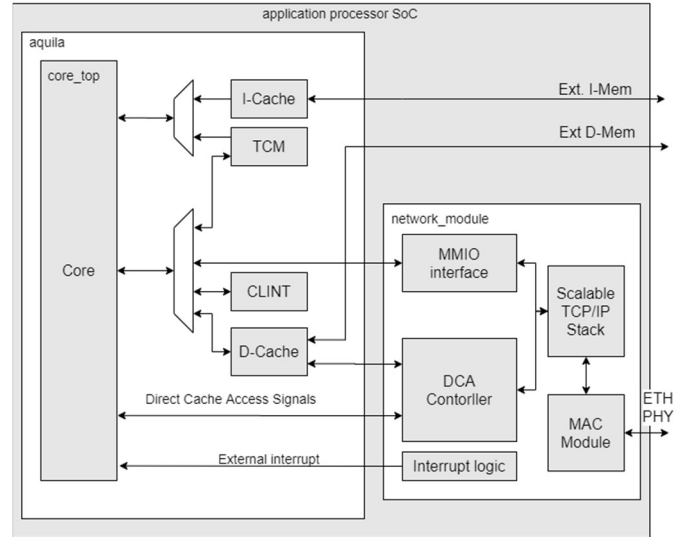 application processor SoC
aquila
core_top
I-Cache
Ext. I-Mem
TCM
Ext D-Mem
network_module
MMIO
interface
Core
CLINT
Scalable
TCP/IP
Stack
D-Cache
DCA
Contorller
Direct Cache Access Signals
ETH
PHY
MAC
Module
External interrupt
Interrupt logic